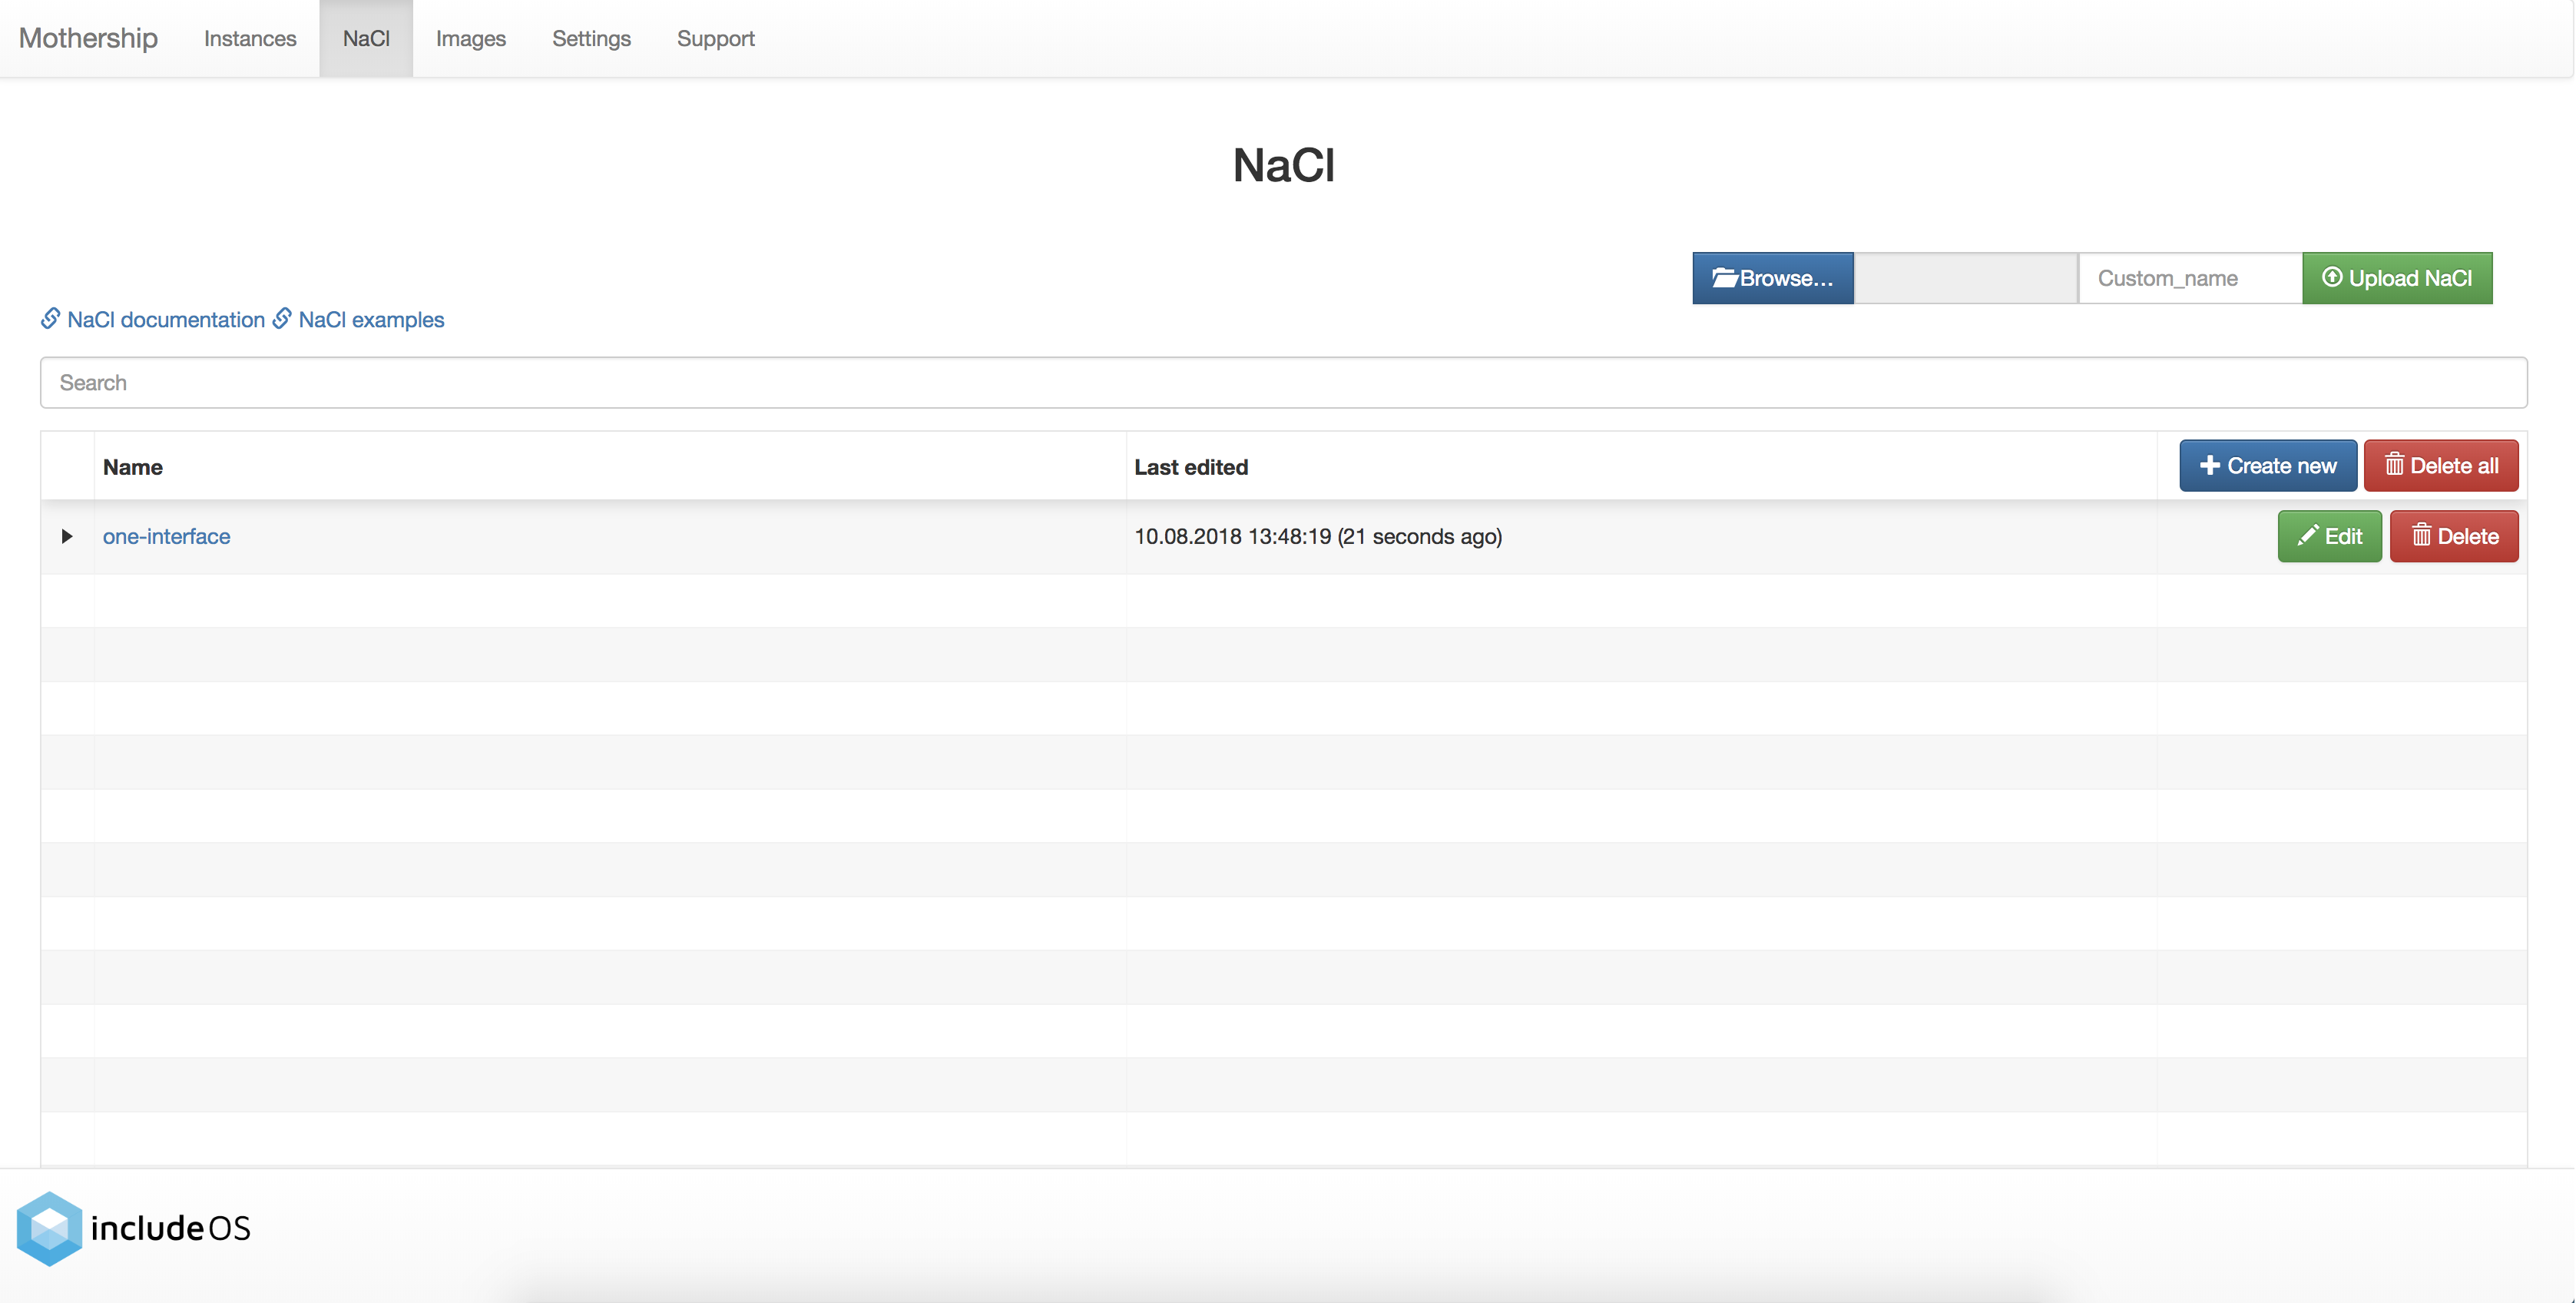 Mothership Instances NaCl Images Settings Support
NaCl
Browse... Custom_name Upload NaCl
NaCl documentation NaCl examples
Search
Name Last edited Create new Delete all
one-interface 10.08.2018 13:48:19 (21 seconds ago) Edit Delete
includeOS